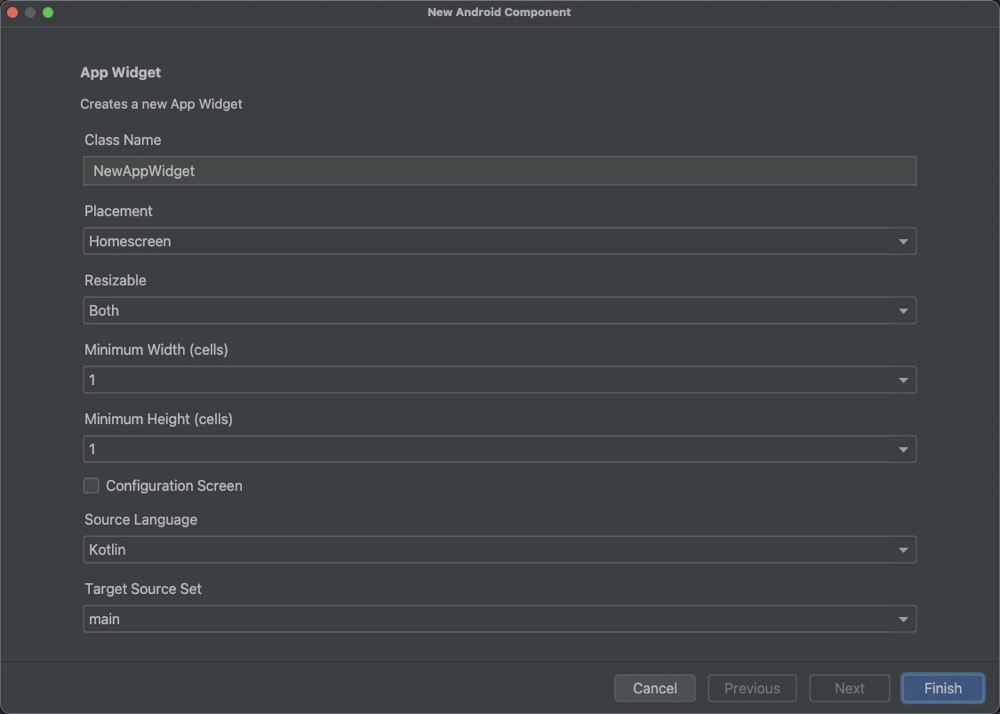 New Android Component
App Widget
Creates a new App Widget
Class Name
NewAppWidget
Placement
Homescreen
Resizable
Both
Minimum Width (cells)
1
Minimum Height (cells)
1
Configuration Screen
Source Language
Kotlin
Target Source Set
main
Cancel Previous Next Finish